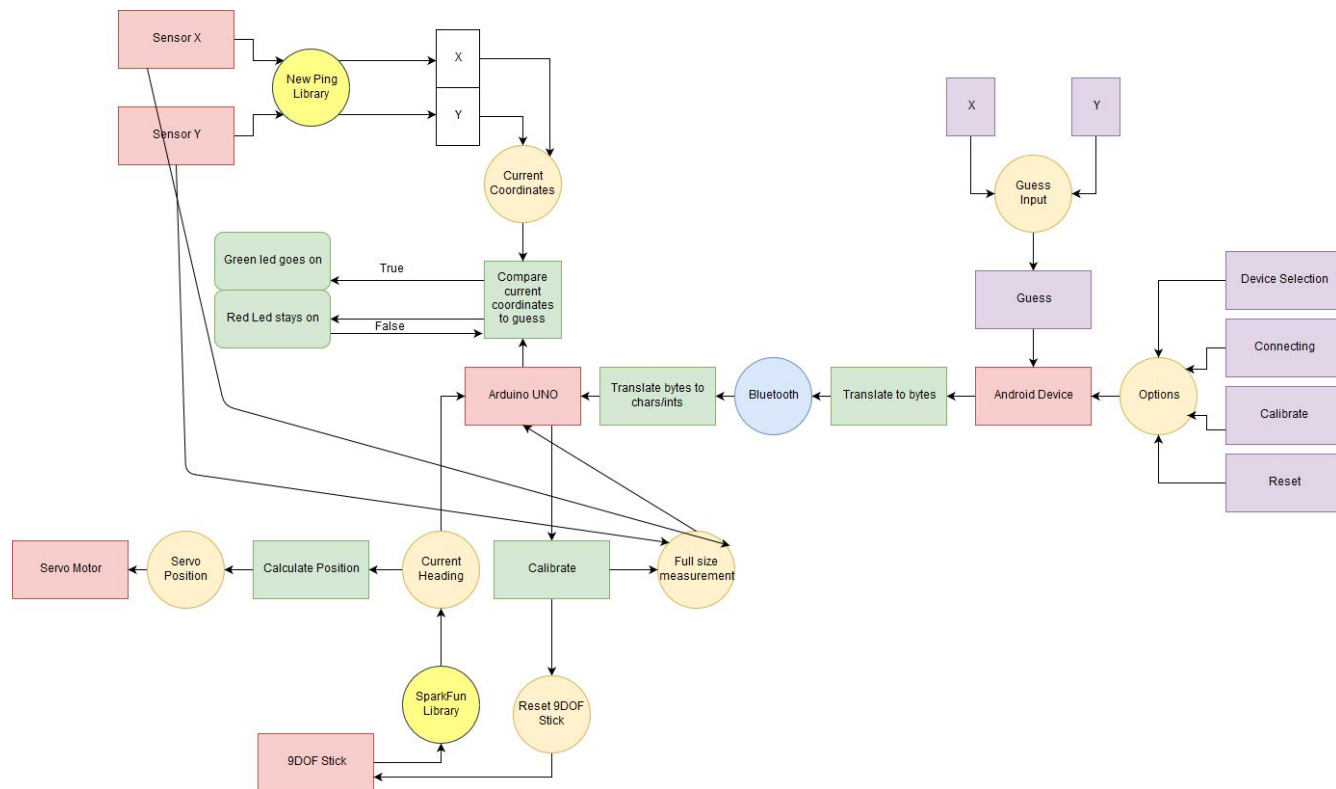 Sensor X
New Ping
Library
X
Sensor Y
Y
X
Y
Current
Coordinates
Guess
Input
Green led goes on
True
Compare
current
coordinates
to guess
Red Led stays on
False
Guess
Device Selection
Connecting
Arduino UNO
Translate bytes to
chars/ints
Bluetooth
Translate to bytes
Android Device
Options
Calibrate
Reset
Servo Motor
Servo
Position
Calculate Position
Current
Heading
Calibrate
Full size
measurement
SparkFun
Library
Reset 9DOF
Stick
9DOF Stick